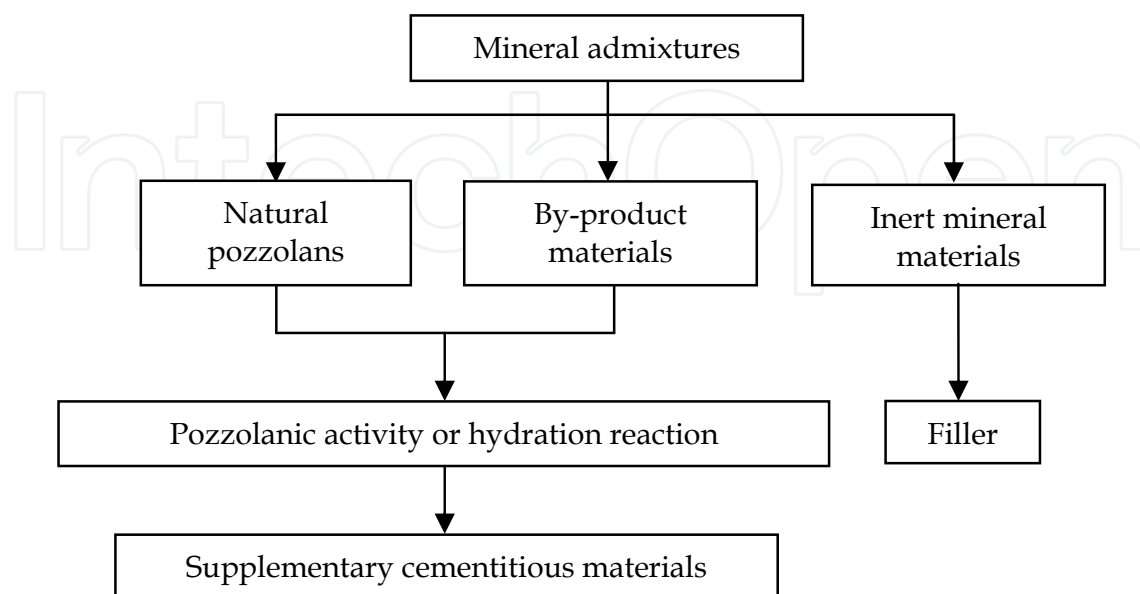 Mineral admixtures
IntechOpen
Natural
pozzolans
By-product
materials
Inert mineral
materials
Pozzolanic activity or hydration reaction
Filler
Supplementary cementitious materials